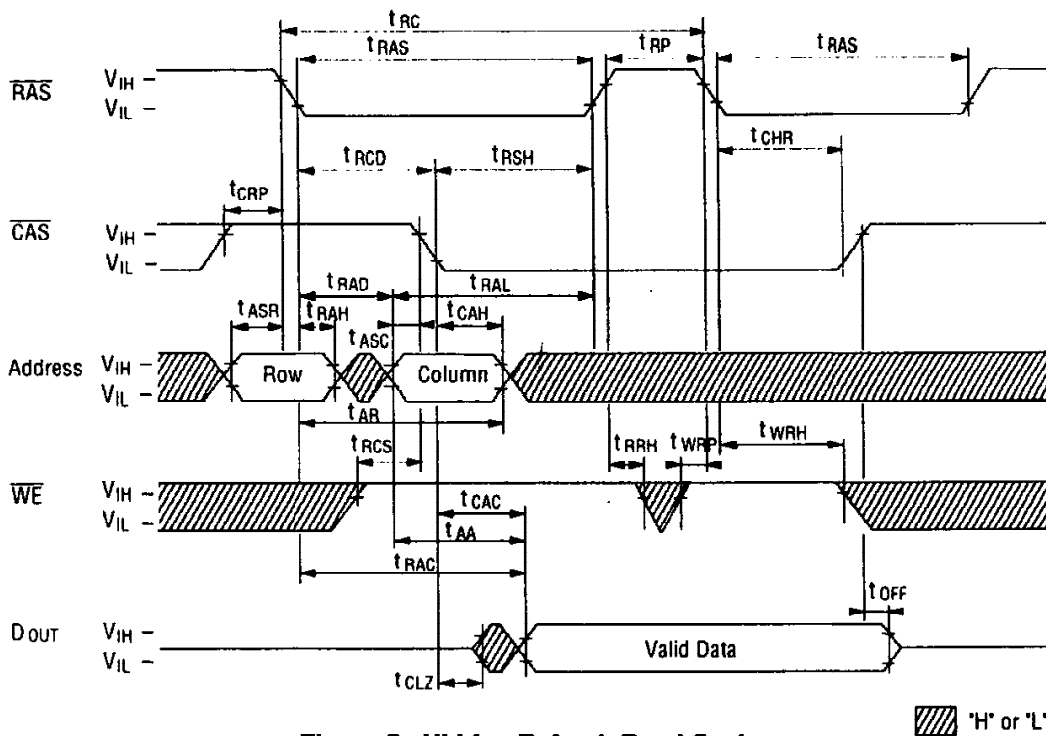 tRC
tRAS tRP tRAS
RAS VIH –
VIL –
tCHR
tRCD tRSH
tCRP
CAS VIH –
VIL –
tRAD tRAL
tASR tRAH tASC tCAH
Address VIH –
VIL –
Row Column
tAR
tRCS tRRH tWRP tWRH
WE VIH –
VIL –
tCAC
tAA
tRAC
tOFF
DOUT VIH –
VIL –
Valid Data
tCLZ
"H" or "L"